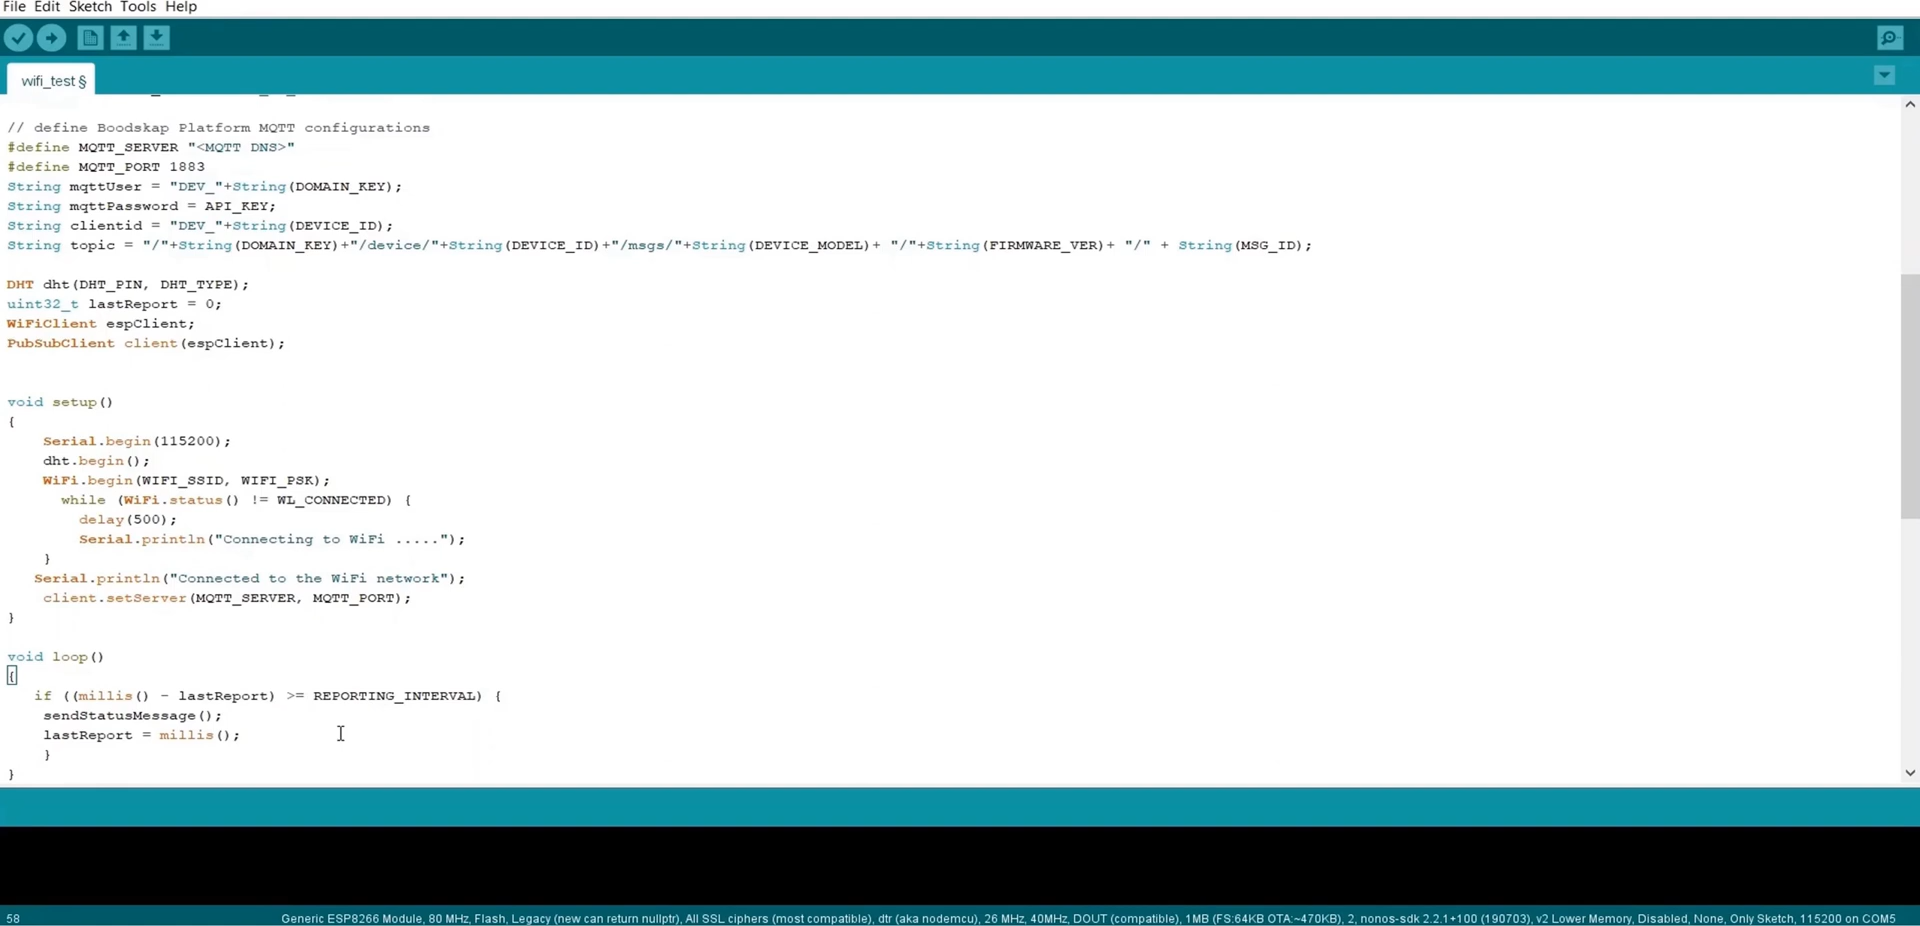 File Edit Sketch Tools Help
wifi_test §
// define Boodskap Platform MQTT configurations
#define MQTT_SERVER "<MQTT DNS>"
#define MQTT_PORT 1883
String mqttUser = "DEV_"+String(DOMAIN_KEY);
String mqttPassword = API_KEY;
String clientid = "DEV_"+String(DEVICE_ID);
String topic = "/"+String(DOMAIN_KEY)+"/device/"+String(DEVICE_ID)+"/msgs/"+String(DEVICE_MODEL)+ "/"+String(FIRMWARE_VER)+ "/" + String(MSG_ID);
DHT dht(DHT_PIN, DHT_TYPE);
uint32_t lastReport = 0;
WiFiClient espClient;
PubSubClient client(espClient);
void setup()
{
Serial.begin(115200);
dht.begin();
WiFi.begin(WIFI_SSID, WIFI_PSK);
while (WiFi.status() != WL_CONNECTED) {
delay(500);
Serial.println("Connecting to WiFi .....");
}
Serial.println("Connected to the WiFi network");
client.setServer(MQTT_SERVER, MQTT_PORT);
}
void loop()
{
if ((millis() - lastReport) >= REPORTING_INTERVAL) {
sendStatusMessage();
lastReport = millis();
}
}
58 Generic ESP8266 Module, 80 MHz, Flash, Legacy (new can return nullptr), All SSL ciphers (most compatible), dtr (aka nodemcu), 26 MHz, 40MHz, DOUT (compatible), 1MB (FS:64KB OTA:~470KB), 2, nonos-sdk 2.2.1+100 (190703), v2 Lower Memory, Disabled, None, Only Sketch, 115200 on COM5